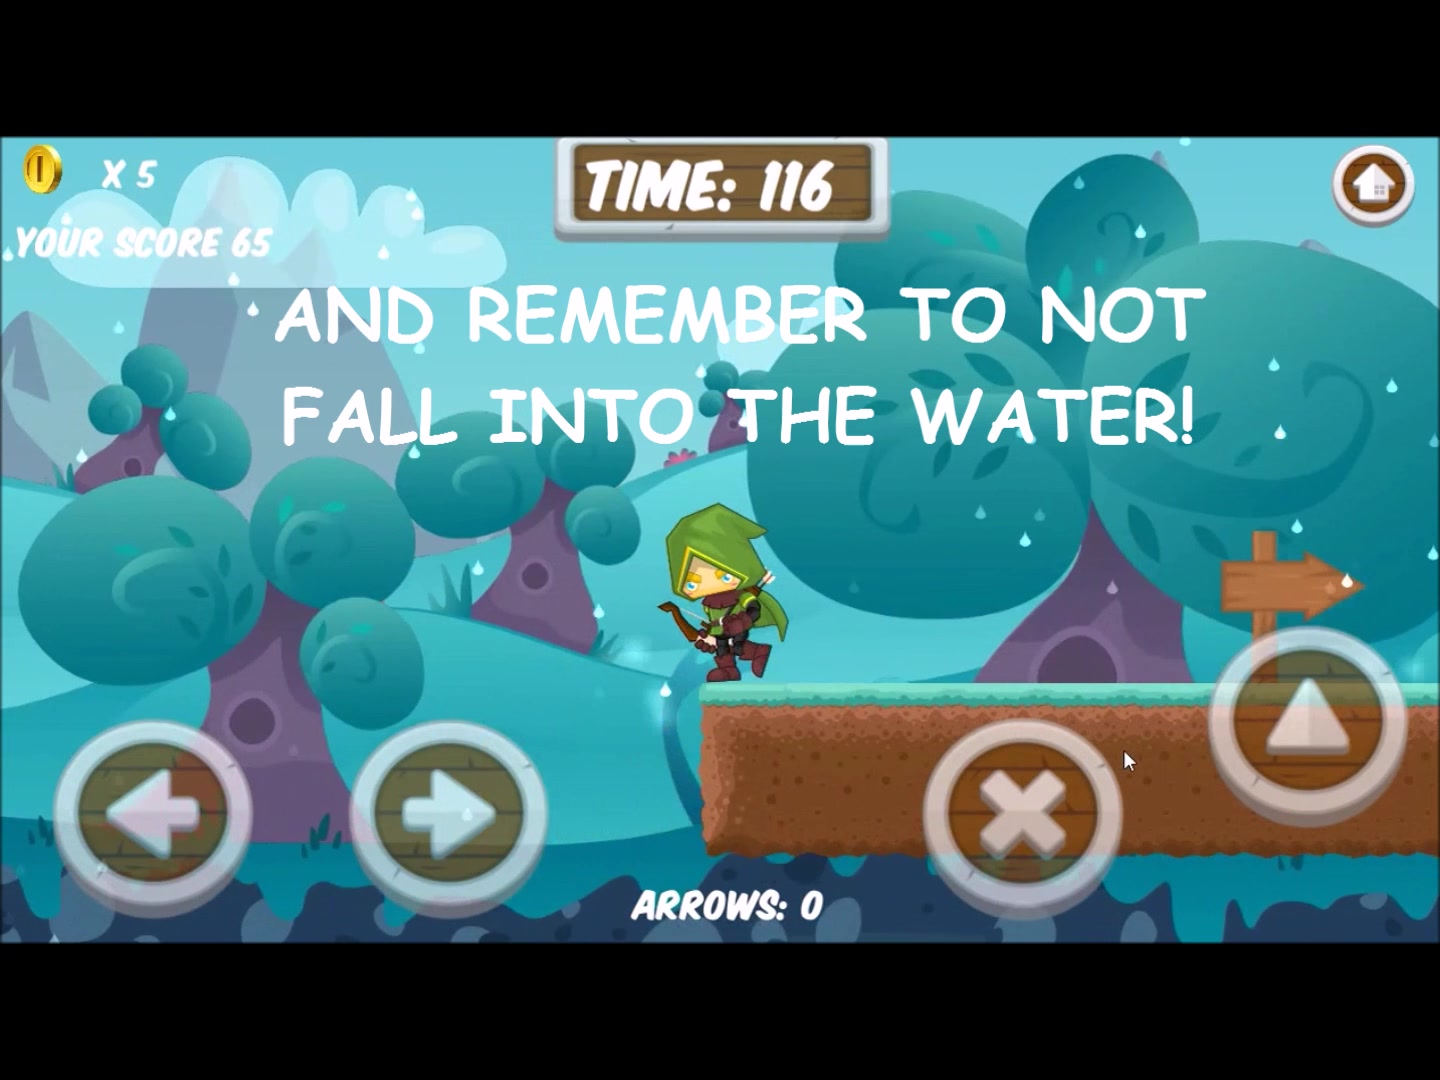 X 5
TIME: 116
YOUR SCORE 65
AND REMEMBER TO NOT
FALL INTO THE WATER!
ARROWS: 0